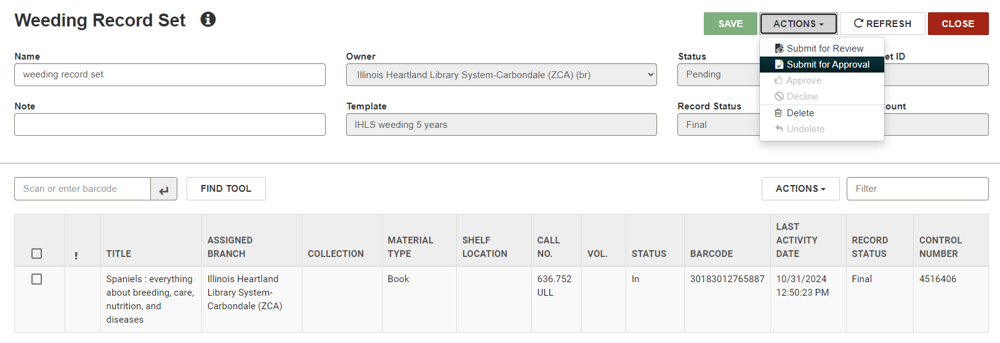 Weeding Record Set
SAVE
ACTIONS
REFRESH
CLOSE
Submit for Review
Submit for Approval
Approve
Decline
Delete
Undelete
Name
weeding record set
Owner
Illinois Heartland Library System-Carbondale (ZCA) (br)
Status
Pending
ID
Note
Template
IHLS weeding 5 years
Record Status
Final
Scan or enter barcode
FIND TOOL
ACTIONS
Filter
!
TITLE
ASSIGNED
BRANCH
COLLECTION
MATERIAL
TYPE
SHELF
LOCATION
CALL
NO.
VOL.
STATUS
BARCODE
LAST
ACTIVITY
DATE
RECORD
STATUS
CONTROL
NUMBER
Spaniels : everything
about breeding, care,
nutrition, and
diseases
Illinois Heartland
Library System-
Carbondale (ZCA)
Book
636.752
ULL
In
30183012765887
10/31/2024
12:50:23 PM
Final
4516406